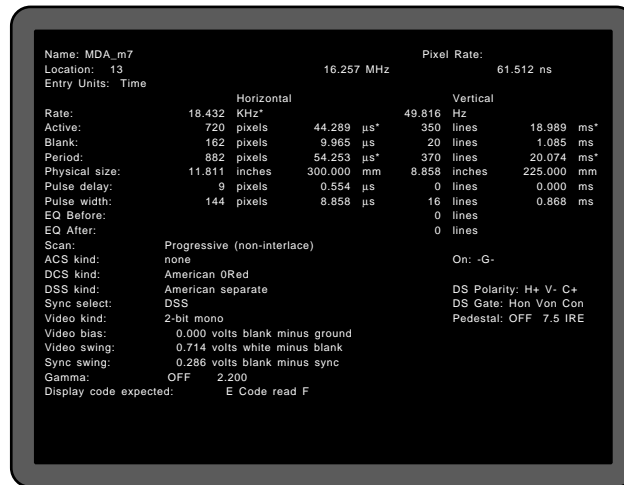 Name: MDA_m7 Pixel Rate:
Location: 13 16.257 MHz 61.512 ns
Entry Units: Time
Horizontal Vertical
Rate: 18.432 KHz* 49.816 Hz
Active: 720 pixels 44.289 µs* 350 lines 18.989 ms*
Blank: 162 pixels 9.965 µs 20 lines 1.085 ms
Period: 882 pixels 54.253 µs* 370 lines 20.074 ms*
Physical size: 11.811 inches 300.000 mm 8.858 inches 225.000 mm
Pulse delay: 9 pixels 0.554 µs 0 lines 0.000 ms
Pulse width: 144 pixels 8.858 µs 16 lines 0.868 ms
EQ Before: 0 lines
EQ After: 0 lines
Scan: Progressive (non-interlace)
ACS kind: none On: -G-
DCS kind: American 0Red
DSS kind: American separate DS Polarity: H+ V- C+
Sync select: DSS DS Gate: Hon Von Con
Video kind: 2-bit mono Pedestal: OFF 7.5 IRE
Video bias: 0.000 volts blank minus ground
Video swing: 0.714 volts white minus blank
Sync swing: 0.286 volts blank minus sync
Gamma: OFF 2.200
Display code expected: E Code read F